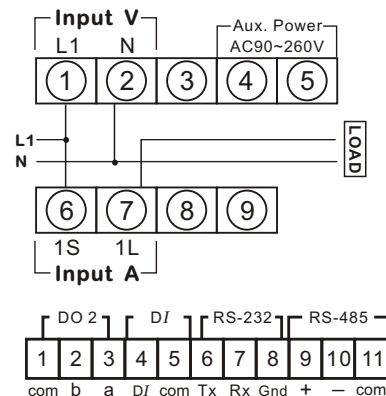 Input V
Aux. Power
L1 N AC90~260V
1 2 3 4 5
L1
N
LOAD
6 7 8 9
1S 1L
Input A
DO 2 DI RS-232 RS-485
1 2 3 4 5 6 7 8 9 10 11
com b a DI com Tx Rx Gnd + – com